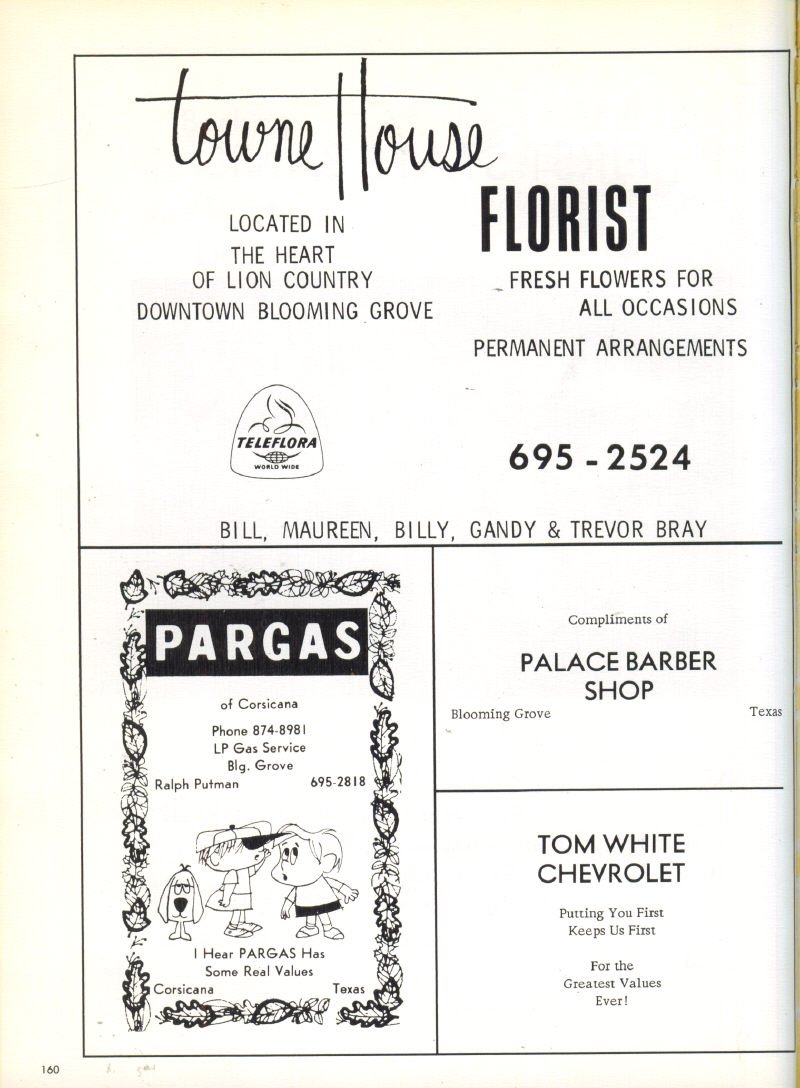 towne House
FLORIST
LOCATED IN
THE HEART
OF LION COUNTRY
DOWNTOWN BLOOMING GROVE
FRESH FLOWERS FOR
ALL OCCASIONS
PERMANENT ARRANGEMENTS
TELEFLORA
WORLD WIDE
695-2524
BILL, MAUREEN, BILLY, GANDY & TREVOR BRAY
PARGAS
of Corsicana
Phone 874-8981
LP Gas Service
Blg. Grove
Ralph Putman 695-2818
I Hear PARGAS Has
Some Real Values
Corsicana Texas
Compliments of
PALACE BARBER
SHOP
Blooming Grove Texas
TOM WHITE
CHEVROLET
Putting You First
Keeps Us First
For the
Greatest Values
Ever!
160